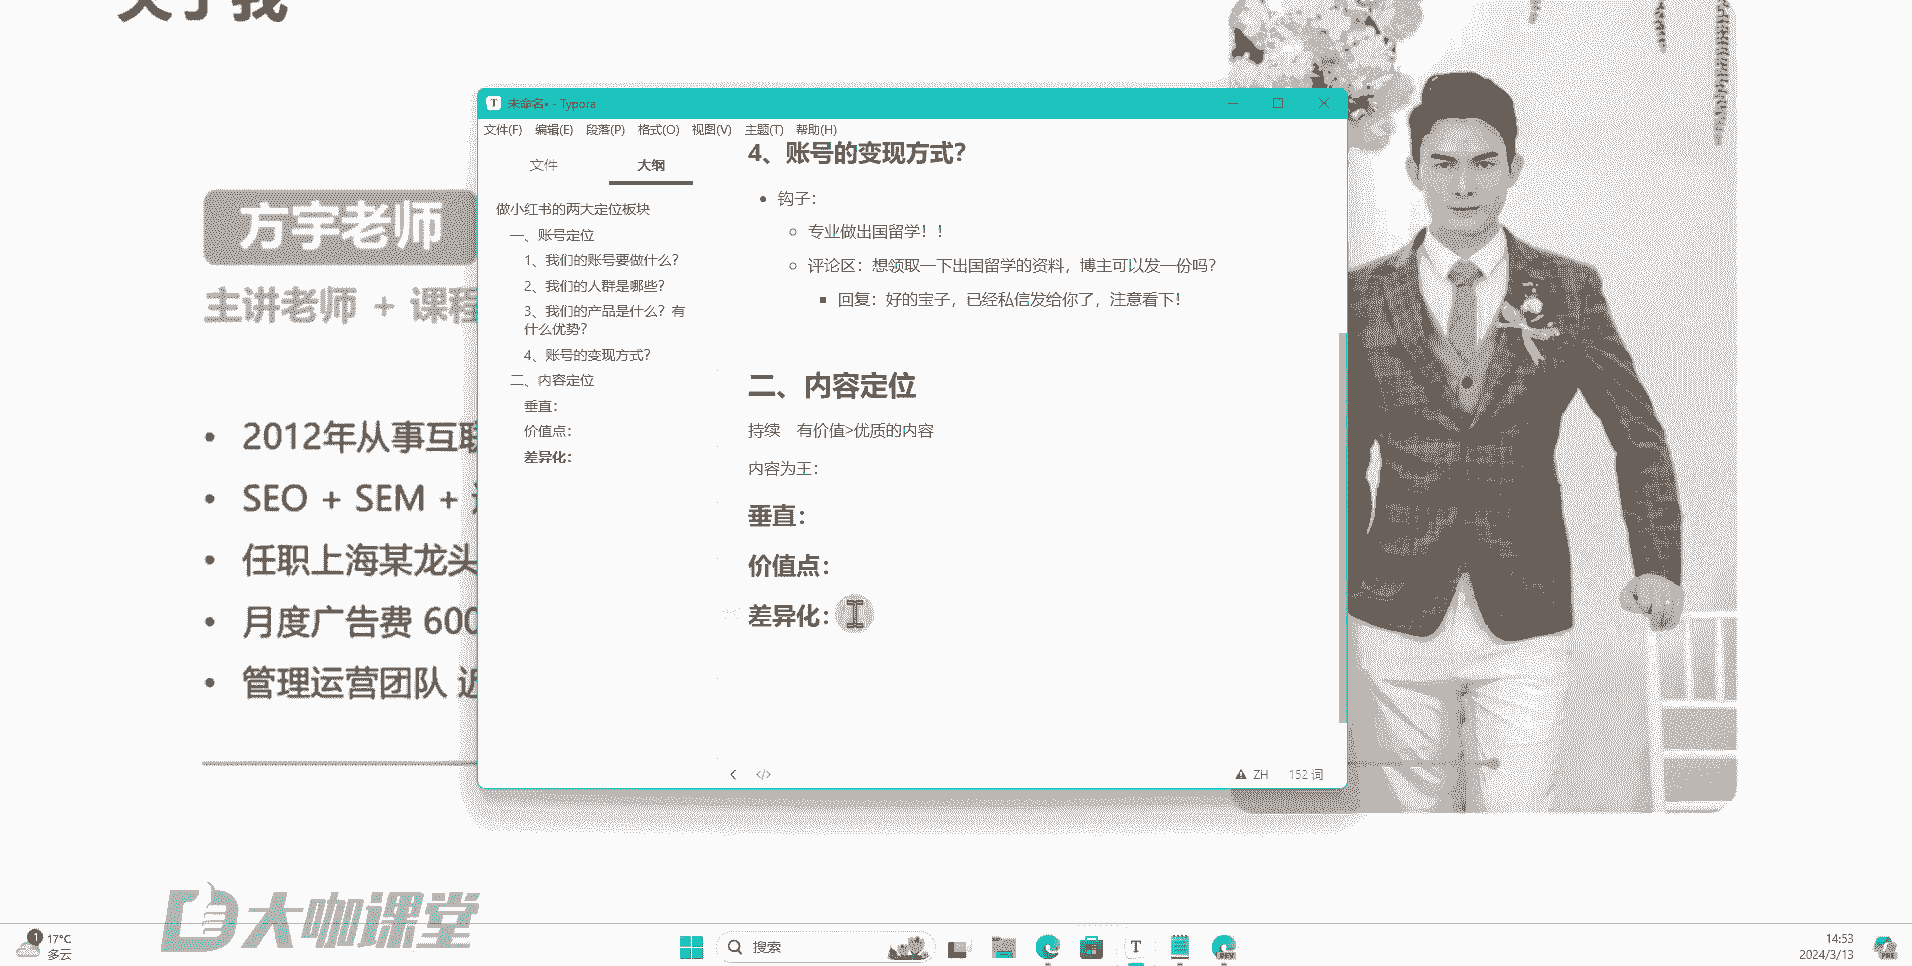 关于我
方宇老师
主讲老师 + 课程
2012年从事互联
SEO + SEM +
任职上海某龙头
月度广告费 600
管理运营团队 近
大咖课堂
未命名• - Typora
文件(F) 编辑(E) 段落(P) 格式(O) 视图(V) 主题(T) 帮助(H)
文件 大纲
做小红书的两大定位板块
一、账号定位
1、我们的账号要做什么?
2、我们的人群是哪些?
3、我们的产品是什么? 有
什么优势?
4、账号的变现方式?
二、内容定位
垂直:
价值点:
差异化:
4、账号的变现方式?
钩子:
专业做出国留学!!
评论区: 想领取一下出国留学的资料, 博主可以发一份吗?
回复: 好的宝子, 已经私信发给你了, 注意看下!
二、内容定位
持续 有价值>优质的内容
内容为王:
垂直:
价值点:
差异化:
</> ZH 152 词
1 17°C
多云
搜索
T
DEV
14:53
2024/3/13
PRE